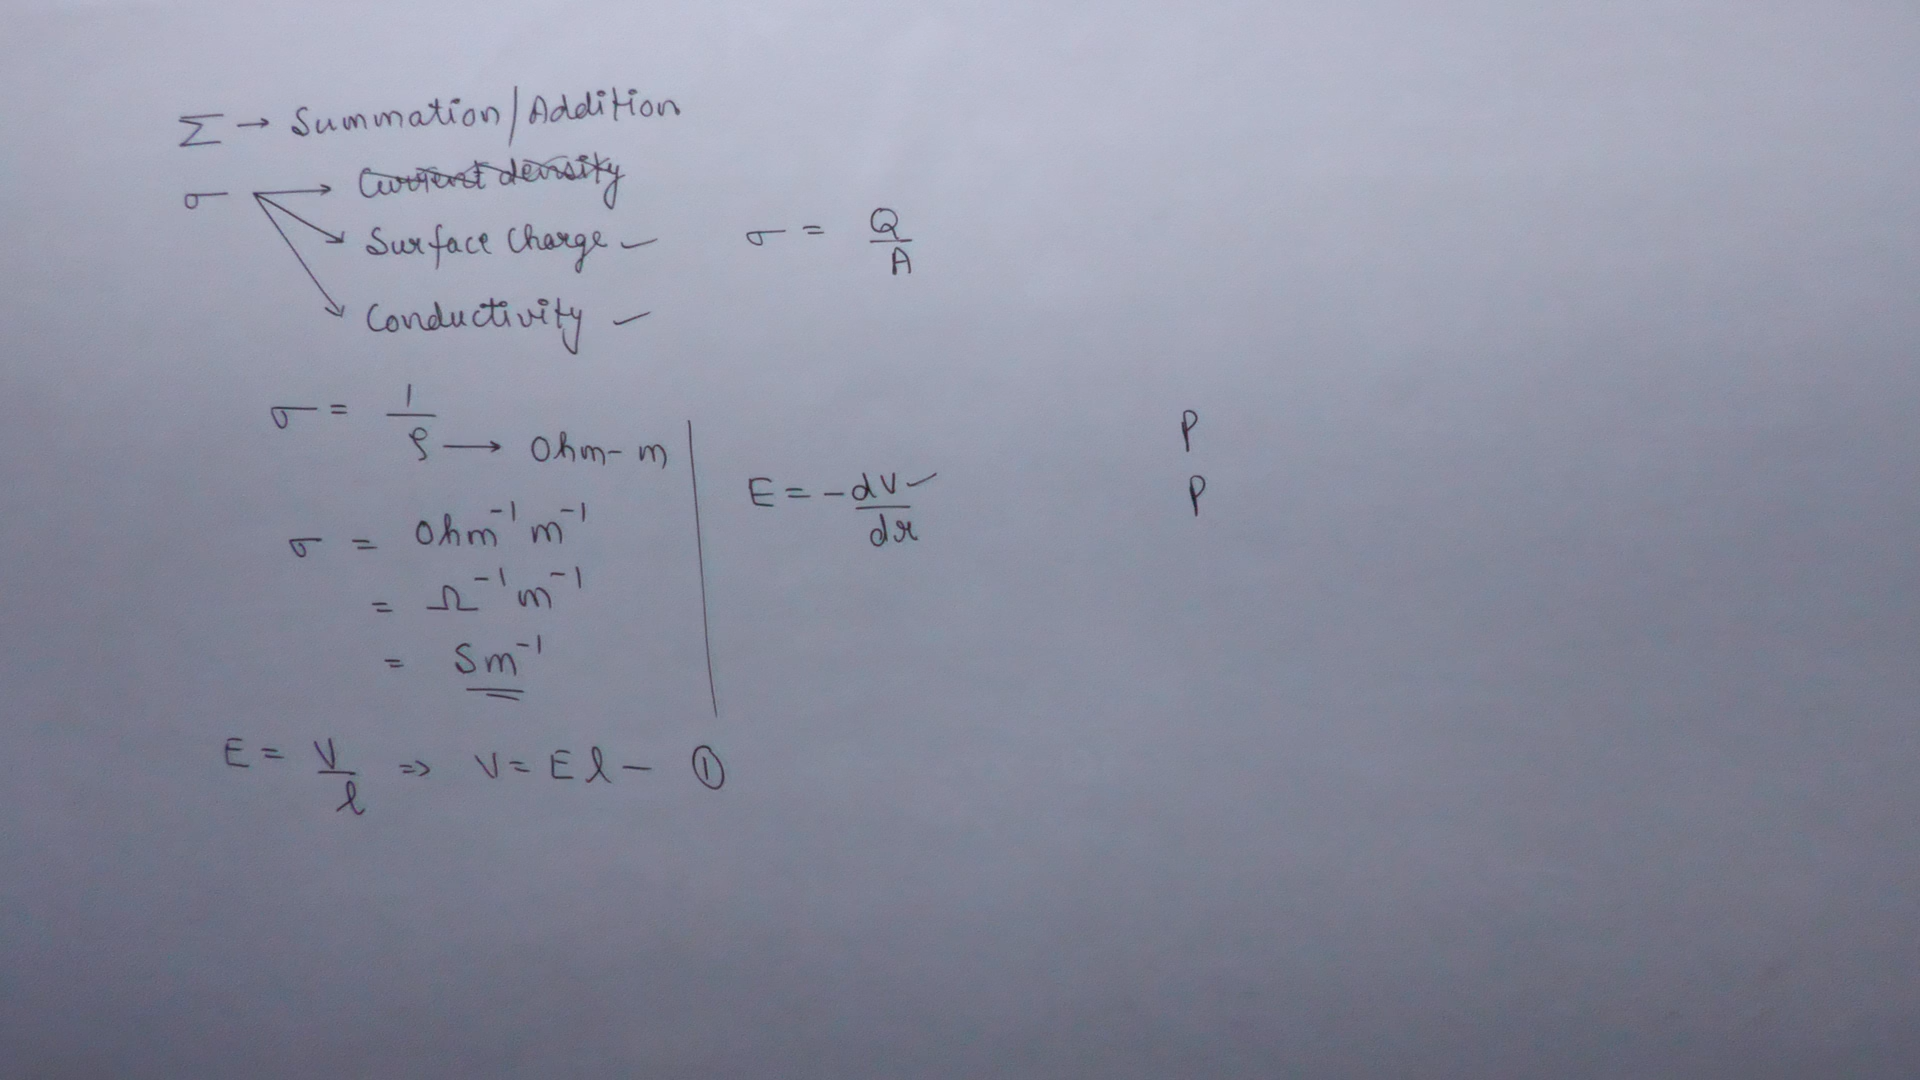 Σ → Summation/Addition
σ → Current density
Surface Charge - σ = Q/A
Conductivity -
σ = 1/ρ → Ohm-m
E = -dV/dr
P
P
σ = Ohm⁻¹ m⁻¹
= Ω⁻¹ m⁻¹
= Sm⁻¹
E = V/l ⇒ V = El - ①